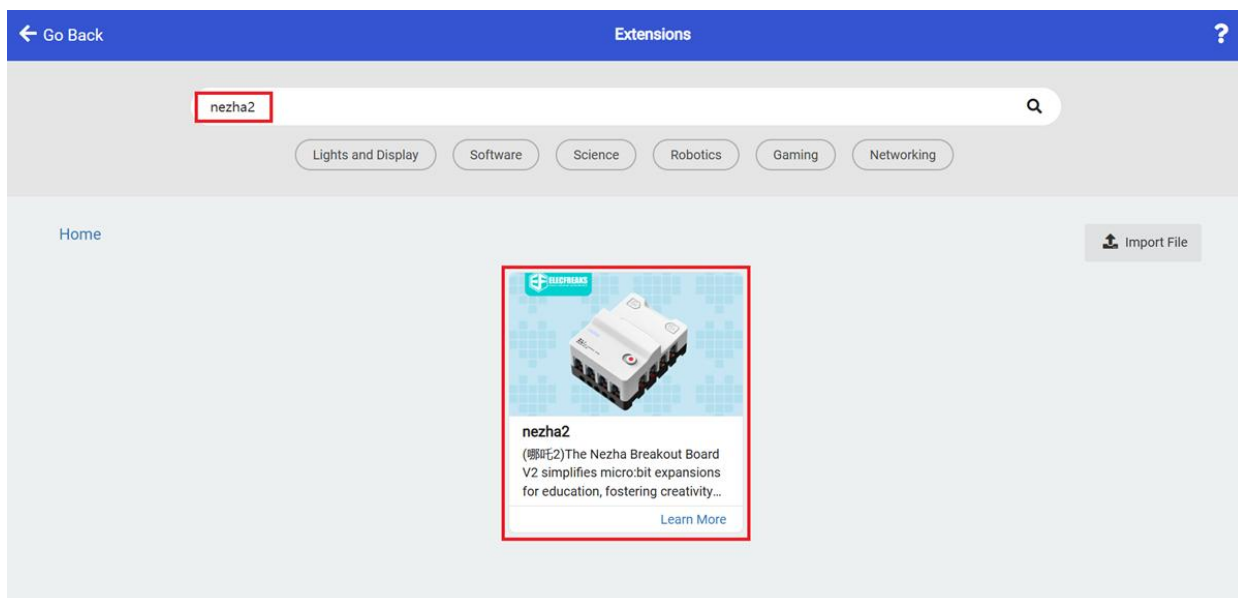 Go Back
Extensions
?
nezha2
Lights and Display
Software
Science
Robotics
Gaming
Networking
Home
Import File
ELECFREAKS
nezha2
(哪吒2)The Nezha Breakout Board
V2 simplifies micro:bit expansions
for education, fostering creativity...
Learn More